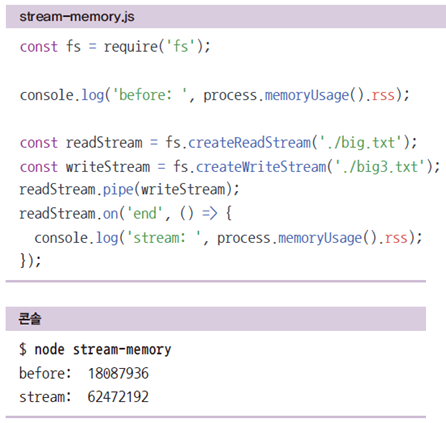 stream-memory.js
const fs = require('fs');
console.log('before: ', process.memoryUsage().rss);
const readStream = fs.createReadStream('./big.txt');
const writeStream = fs.createWriteStream('./big3.txt');
readStream.pipe(writeStream);
readStream.on('end', () => {
  console.log('stream: ', process.memoryUsage().rss);
});
콘솔
$ node stream-memory
before:  18087936
stream:  62472192